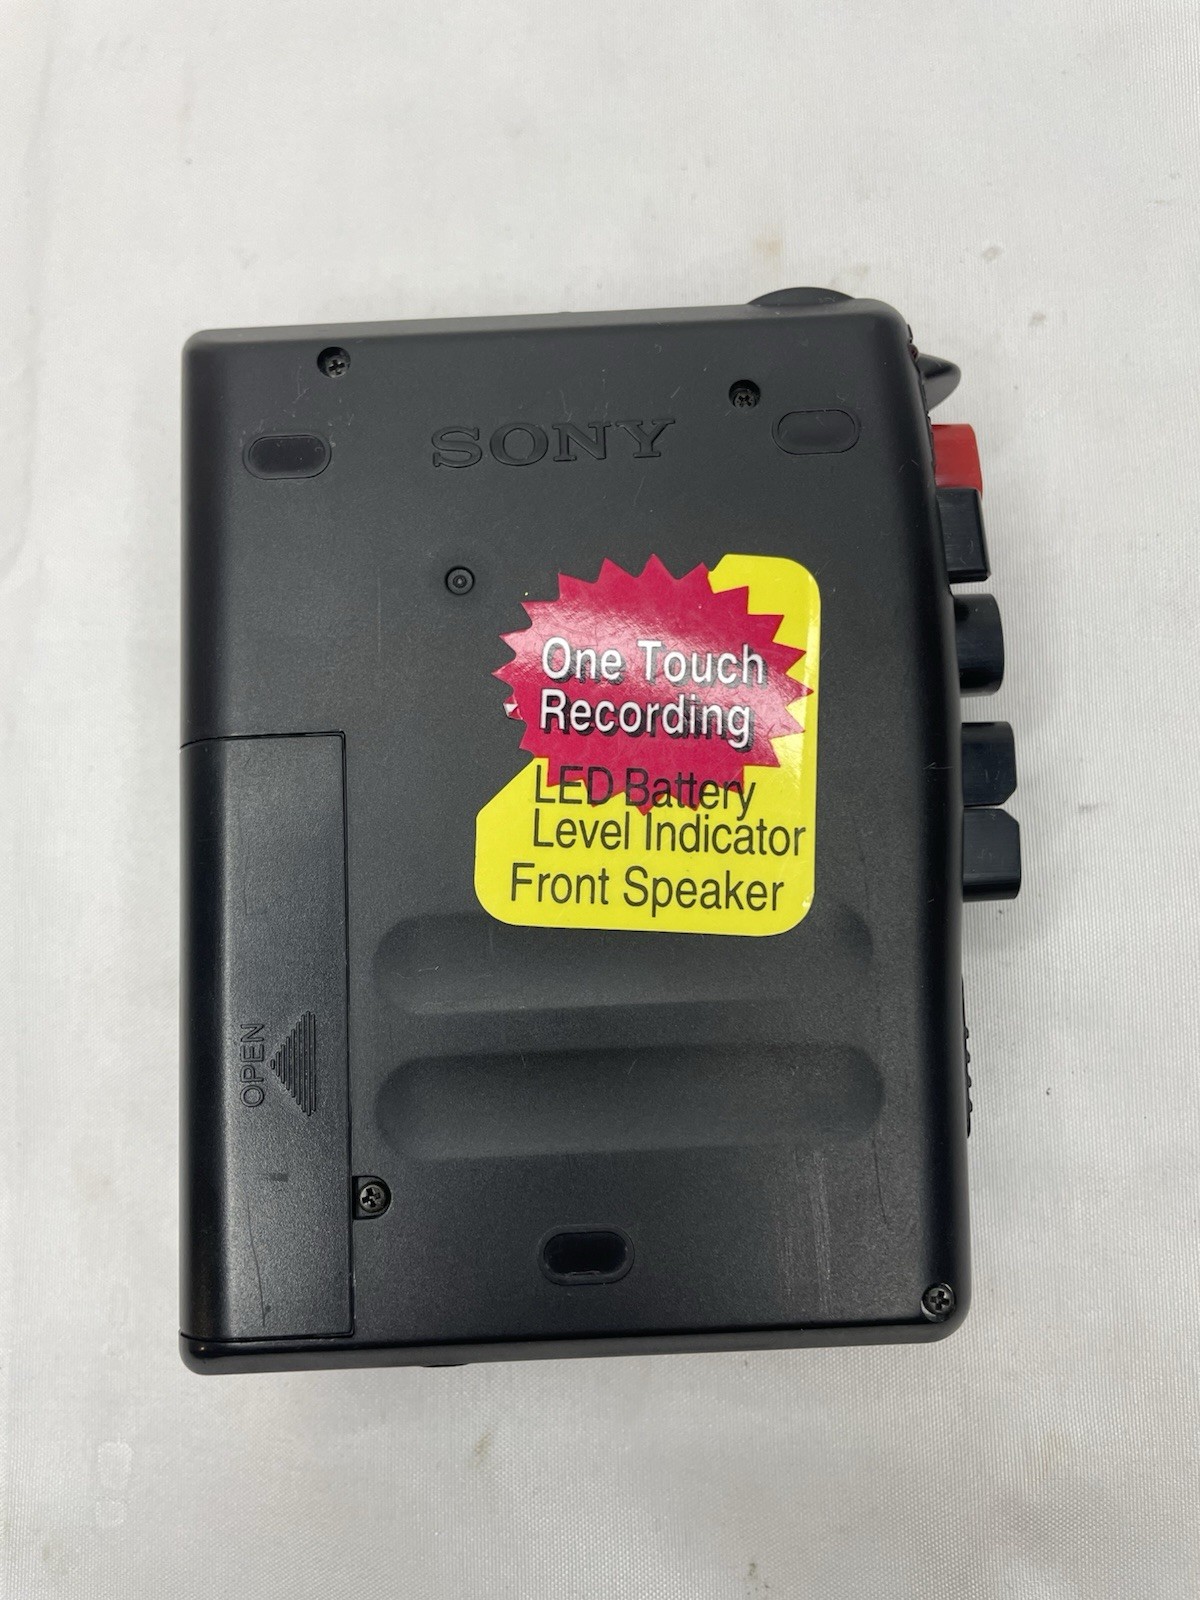 SONY
One Touch
Recording
LED Battery
Level Indicator
Front Speaker
OPEN